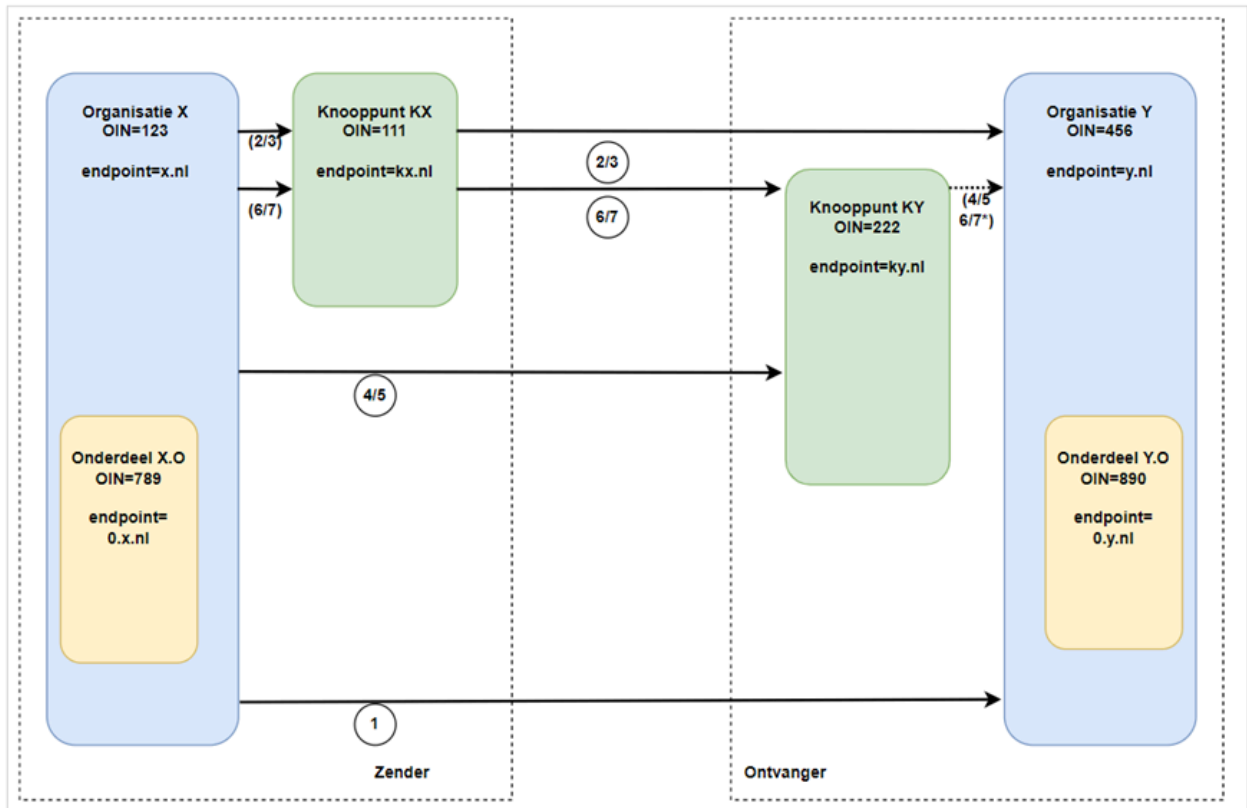 Organisatie X
OIN=123
endpoint=x.nl
(2/3)
(6/7)
Knooppunt KX
OIN=111
endpoint=kx.nl
2/3
6/7
Knooppunt KY
OIN=222
endpoint=ky.nl
(4/5
6/7*)
Organisatie Y
OIN=456
endpoint=y.nl
4/5
Onderdeel X.O
OIN=789
endpoint=
0.x.nl
Onderdeel Y.O
OIN=890
endpoint=
0.y.nl
1
Zender
Ontvanger